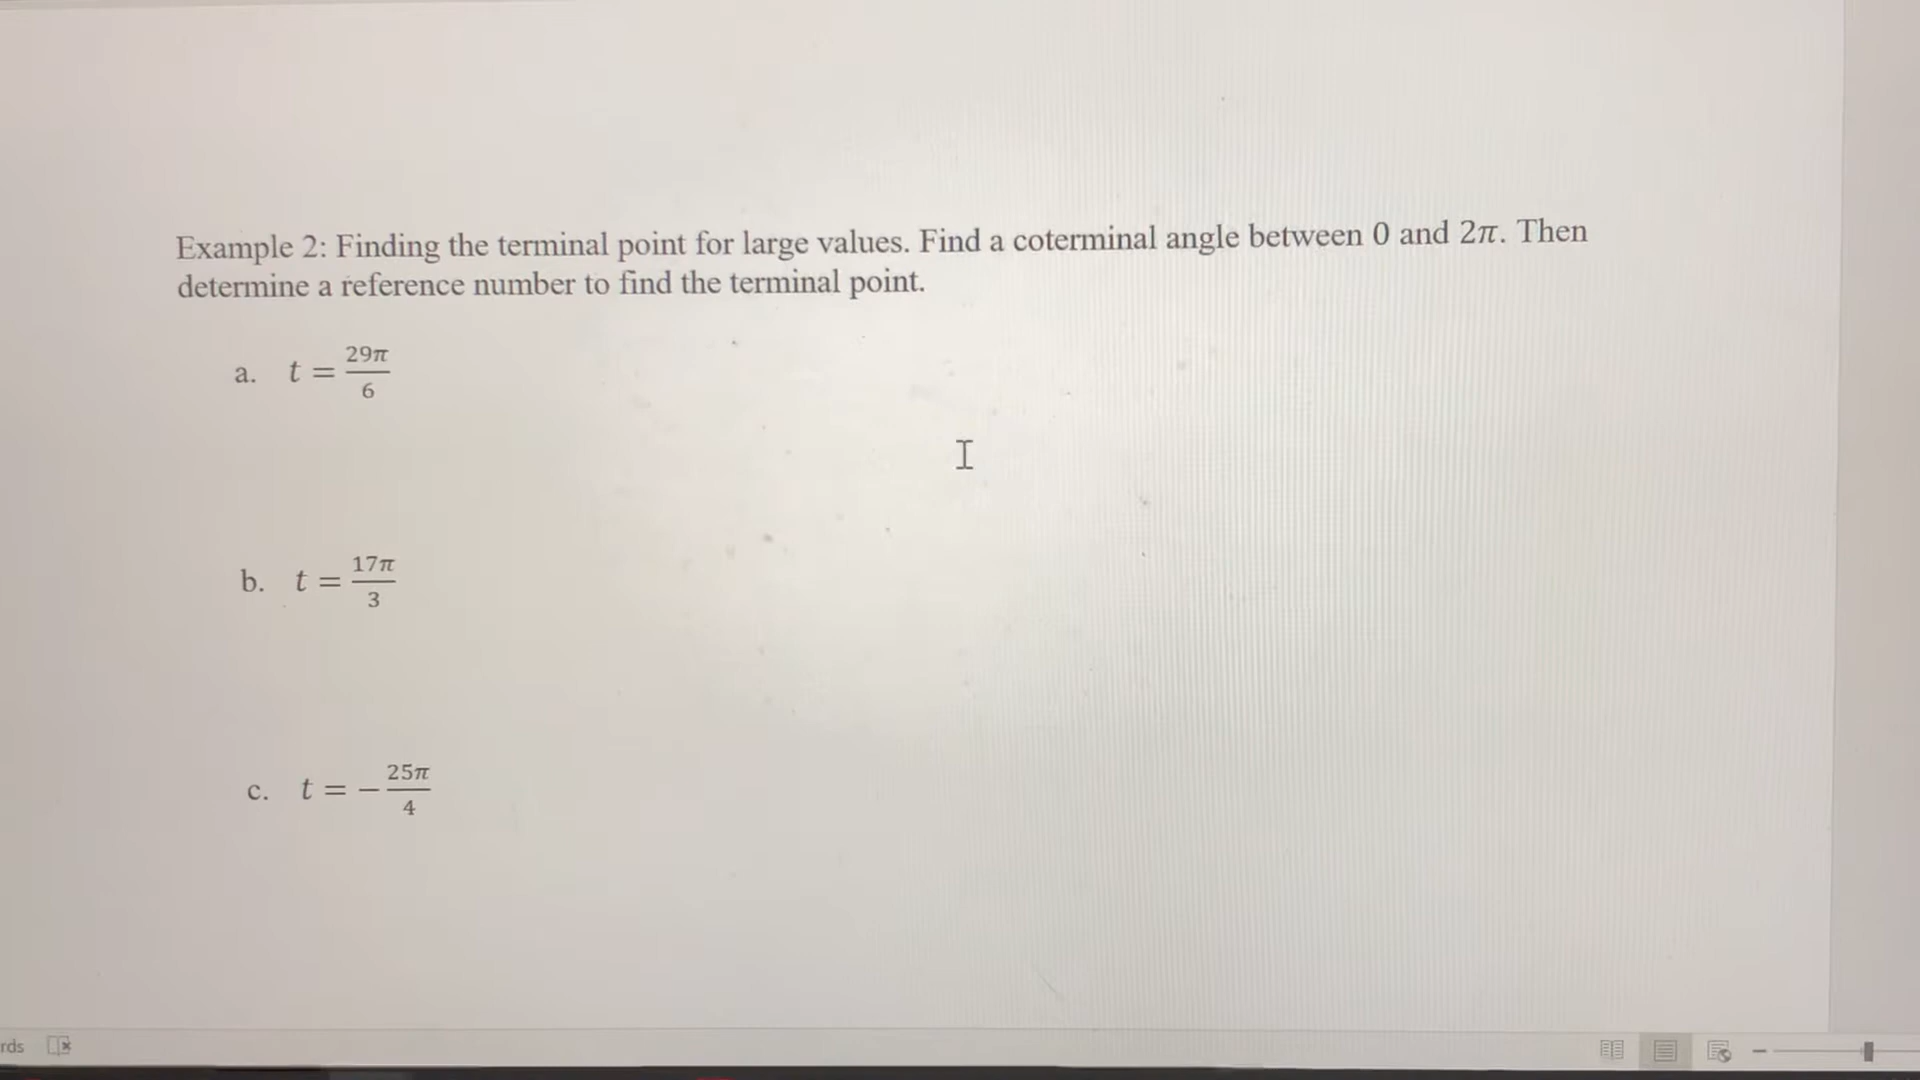 Example 2: Finding the terminal point for large values. Find a coterminal angle between 0 and 2π. Then
determine a reference number to find the terminal point.
a. t = 29π/6
b. t = 17π/3
c. t = − 25π/4
rds